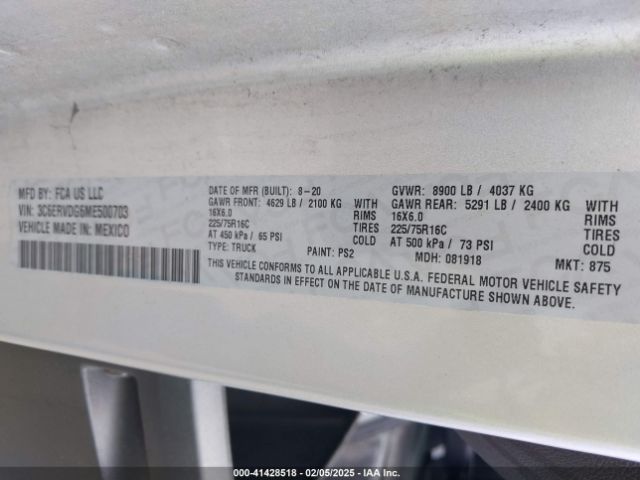 MFD BY: FCA US LLC
VIN: 3C6ERVDG6ME500703
VEHICLE MADE IN: MEXICO
DATE OF MFR (BUILT): 8-20
GAWR FRONT: 4629 LB / 2100 KG WITH
16X6.0 RIMS
225/75R16C TIRES
AT 450 kPa / 65 PSI COLD
TYPE: TRUCK PAINT: PS2
GVWR: 8900 LB / 4037 KG
GAWR REAR: 5291 LB / 2400 KG WITH
16X6.0 RIMS
225/75R16C TIRES
AT 500 kPa / 73 PSI COLD
MDH: 081918 MKT: 875
THIS VEHICLE CONFORMS TO ALL APPLICABLE U.S.A. FEDERAL MOTOR VEHICLE SAFETY
STANDARDS IN EFFECT ON THE DATE OF MANUFACTURE SHOWN ABOVE.
000-41428518 - 02/05/2025 - IAA Inc.